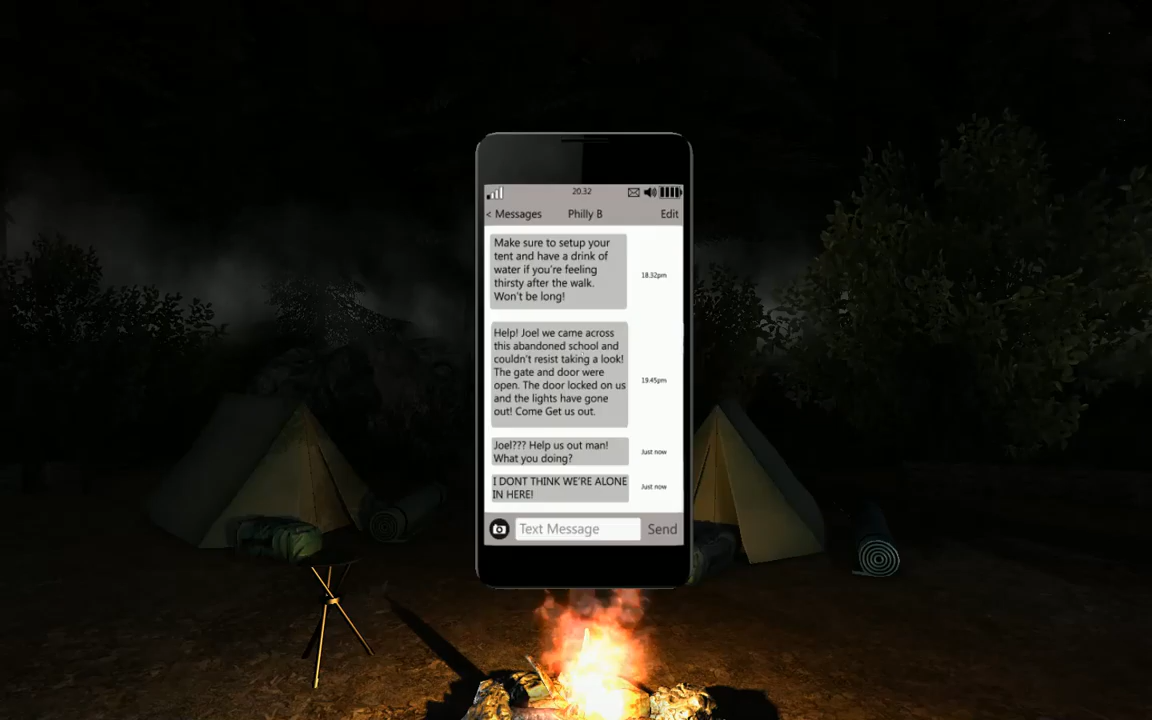 20.32
< Messages Philly B Edit
Make sure to setup your
tent and have a drink of
water if you're feeling
thirsty after the walk.
Won't be long!
18.32pm
Help! Joel we came across
this abandoned school and
couldn't resist taking a look!
The gate and door were
open. The door locked on us
and the lights have gone
out! Come Get us out.
19.45pm
Joel??? Help us out man!
What you doing?
Just now
I DONT THINK WE'RE ALONE
IN HERE!
Just now
Text Message Send